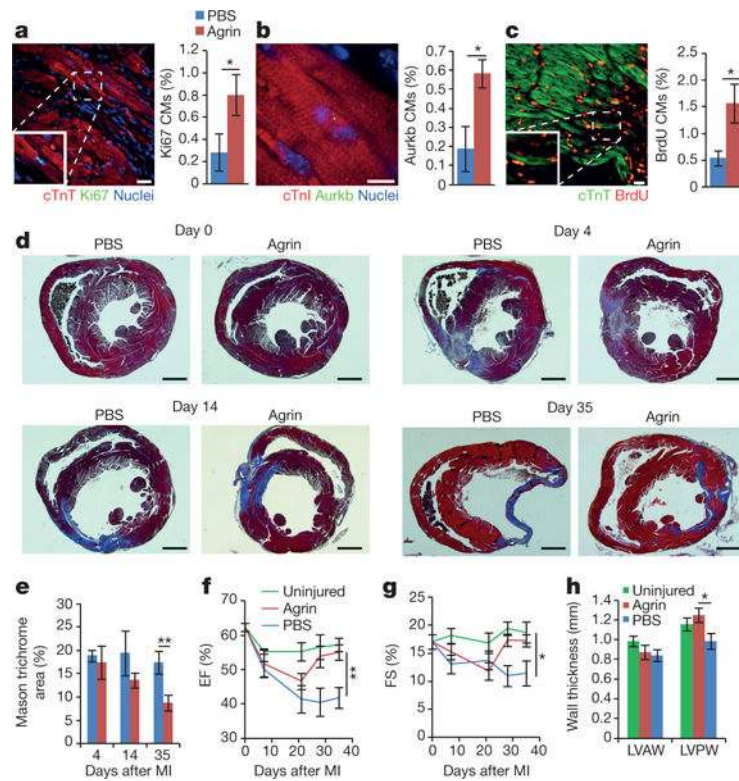 PBS
Agrin
a
cTnT Ki67 Nuclei
Ki67 CMs (%)
1.2
1.0
0.8
0.6
0.4
0.2
0
*
b
cTnI Aurkb Nuclei
Aurkb CMs (%)
0.7
0.6
0.5
0.4
0.3
0.2
0.1
0
*
c
cTnT BrdU
BrdU CMs (%)
2.5
2.0
1.5
1.0
0.5
0
*
d
Day 0
PBS Agrin
Day 4
PBS Agrin
Day 14
PBS Agrin
Day 35
PBS Agrin
e
Mason trichrome
area (%)
30
25
20
15
10
5
0
**
4 14 35
Days after MI
f
Uninjured
Agrin
PBS
EF (%)
70
60
50
40
30
**
0 10 20 30 40
Days after MI
g
FS (%)
25
20
15
10
5
0
*
0 10 20 30 40
Days after MI
h
Uninjured
Agrin
PBS
Wall thickness (mm)
1.4
1.2
1.0
0.8
0.6
0.4
0.2
0
*
LVAW LVPW